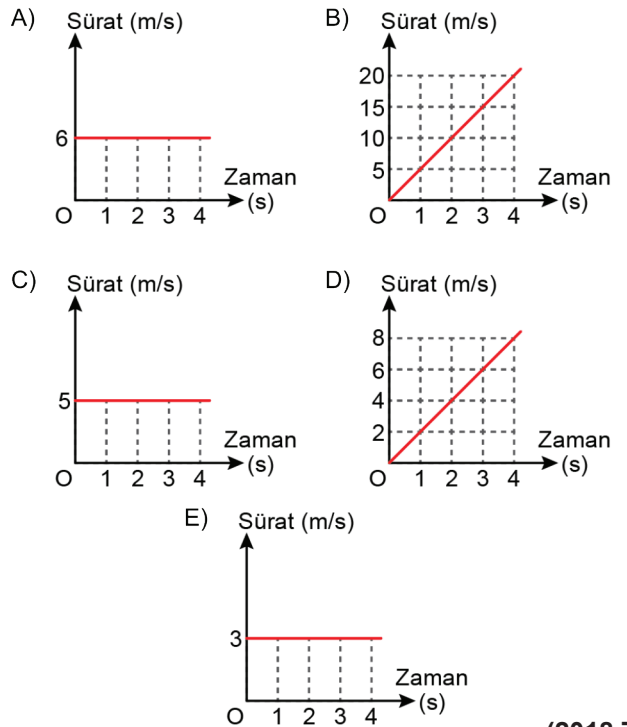 A) Sürat (m/s)
6
O 1 2 3 4
Zaman
(s)
B) Sürat (m/s)
20
15
10
5
O 1 2 3 4
Zaman
(s)
C) Sürat (m/s)
5
O 1 2 3 4
Zaman
(s)
D) Sürat (m/s)
8
6
4
2
O 1 2 3 4
Zaman
(s)
E) Sürat (m/s)
3
O 1 2 3 4
Zaman
(s)